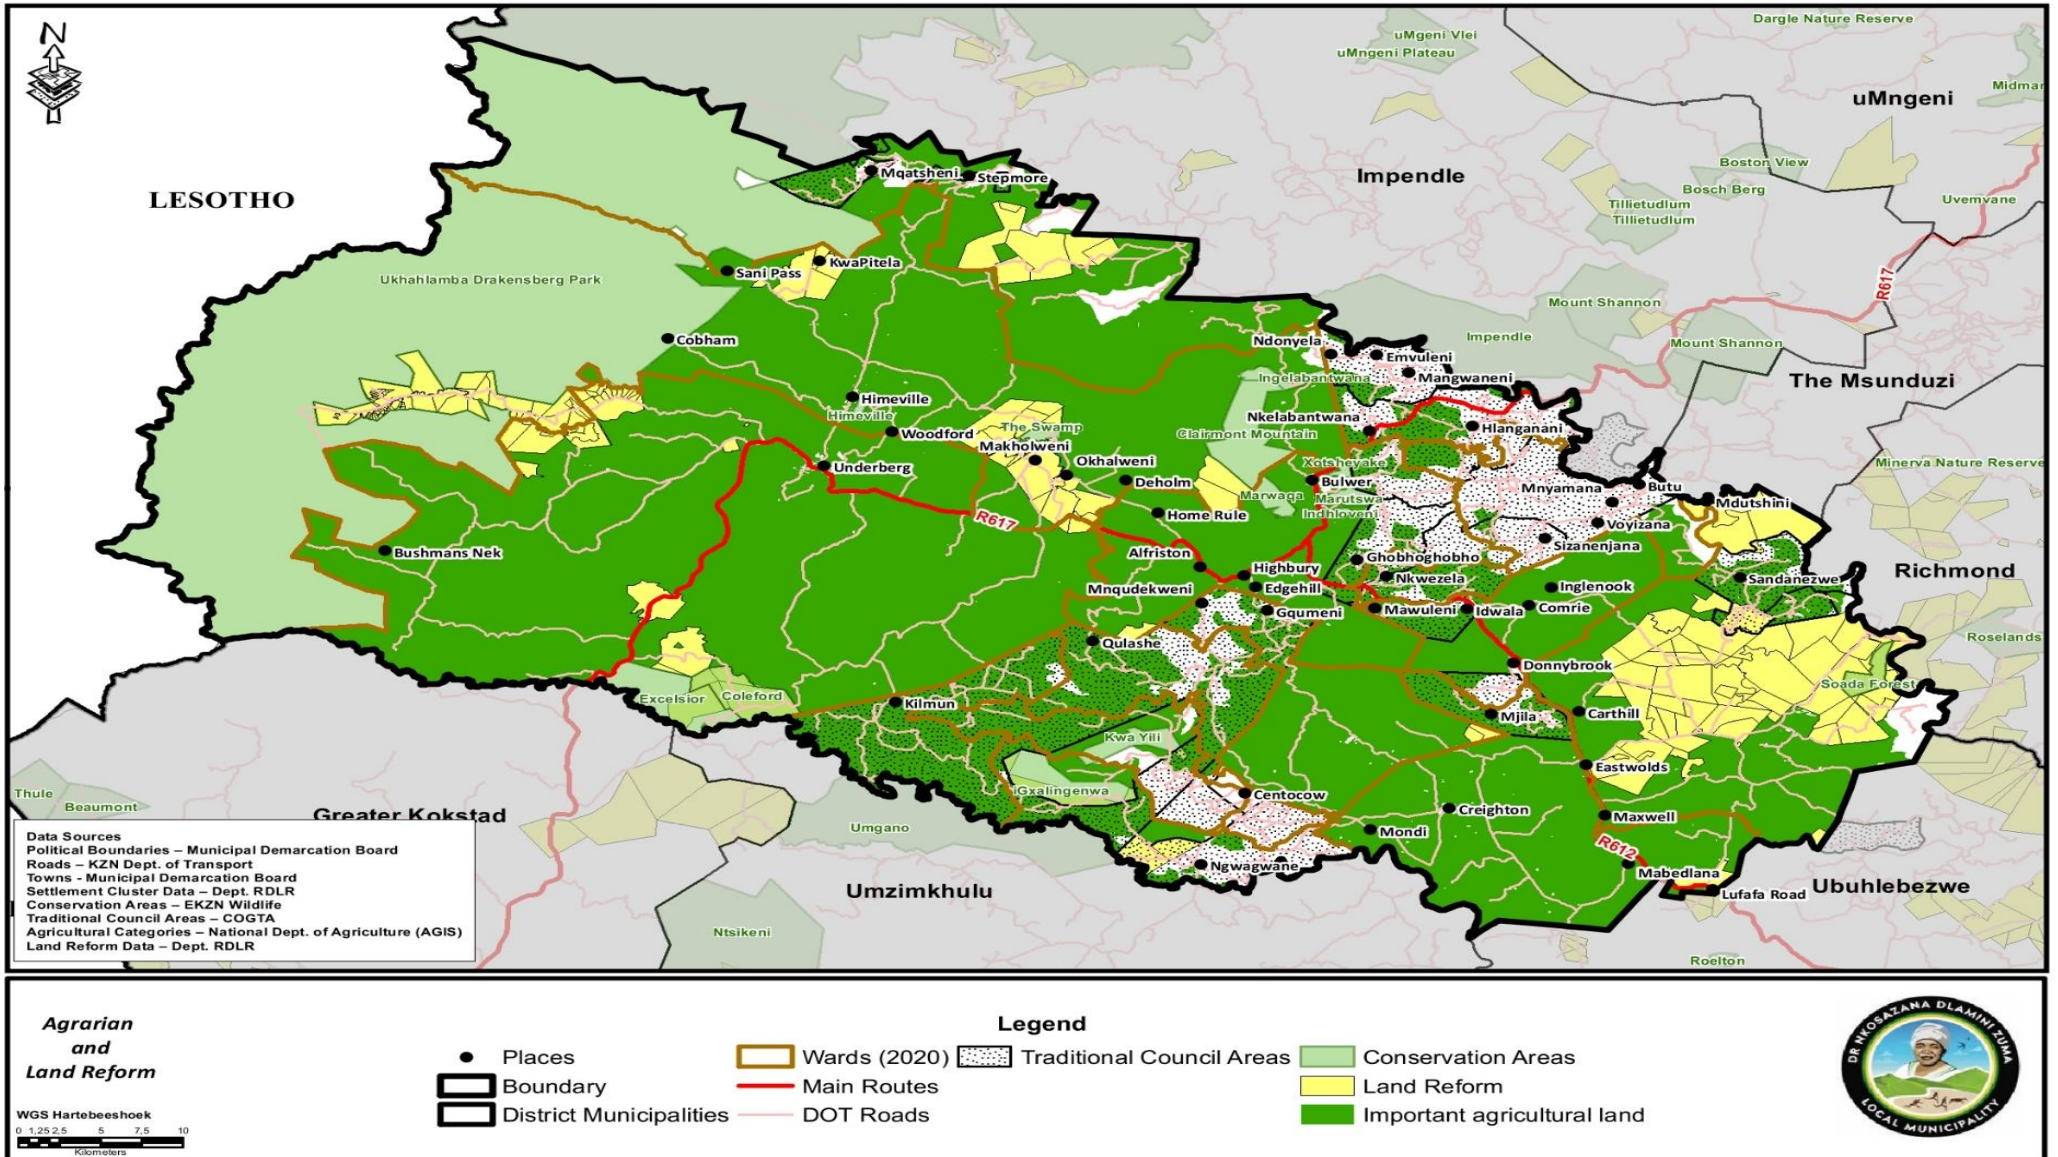 N
Dargle Nature Reserve
uMgeni Vlei
uMngeni Plateau
Midmar
uMngeni
LESOTHO
Impendle
Boston View
Bosch Berg
Tillietudlum
Tillietudlum
Uvemvane
Mqatsheni
Stepmore
Sani Pass
KwaPitela
Ukhahlamba Drakensberg Park
R617
Mount Shannon
Impendle
Mount Shannon
Cobham
Ndonyela
Emvuleni
Ingelabantwana
Mangwaneni
The Msunduzi
Himeville
Himeville
Woodford
The Swamp
Makholweni
Nkelabantwana
Clairmont Mountain
Hlanganani
Underberg
Okhalweni
Deholm
Xotsheyake
Bulwer
Marwaqa
Marutswa
Indhloveni
Mnyamana
Butu
Minerva Nature Reserve
Mdutshini
R617
Home Rule
Voyizana
Bushmans Nek
Alfriston
Highbury
Ghobhoghobho
Sizanenjana
Nkwezela
Sandanezwe
Richmond
Mnqudekweni
Edgehill
Gqumeni
Mawuleni
Idwala
Inglenook
Comrie
Qulashe
Roselands
Donnybrook
Soada Forest
Excelsior
Coleford
Kilmun
Mjila
Carthill
Kwa Yili
Eastwolds
Thule
Beaumont
iGxalingenwa
Centocow
Creighton
Maxwell
Greater Kokstad
Umgano
Mondi
R612
Ngwagwane
Mabedlana
Lufafa Road
Umzimkhulu
Ubuhlebezwe
Ntsikeni
Roelton
Data Sources
Political Boundaries – Municipal Demarcation Board
Roads – KZN Dept. of Transport
Towns - Municipal Demarcation Board
Settlement Cluster Data – Dept. RDLR
Conservation Areas – EKZN Wildlife
Traditional Council Areas – COGTA
Agricultural Categories – National Dept. of Agriculture (AGIS)
Land Reform Data – Dept. RDLR
Agrarian
and
Land Reform
WGS Hartebeeshoek
0 1,25 2,5 5 7,5 10
Kilometers
Legend
Places
Boundary
District Municipalities
Wards (2020)
Main Routes
DOT Roads
Traditional Council Areas
Conservation Areas
Land Reform
Important agricultural land
DR NKOSAZANA DLAMINI ZUMA
LOCAL MUNICIPALITY